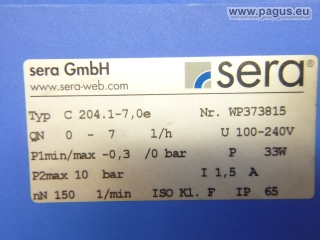 www.pagus.eu
sera GmbH
www.sera-web.com
sera®
Typ C 204.1-7,0e Nr. WP373815
QN 0 - 7 l/h U 100-240V
P1min/max -0,3 /0 bar P 33W
P2max 10 bar I 1,5 A
nN 150 1/min ISO Kl. F IP 65